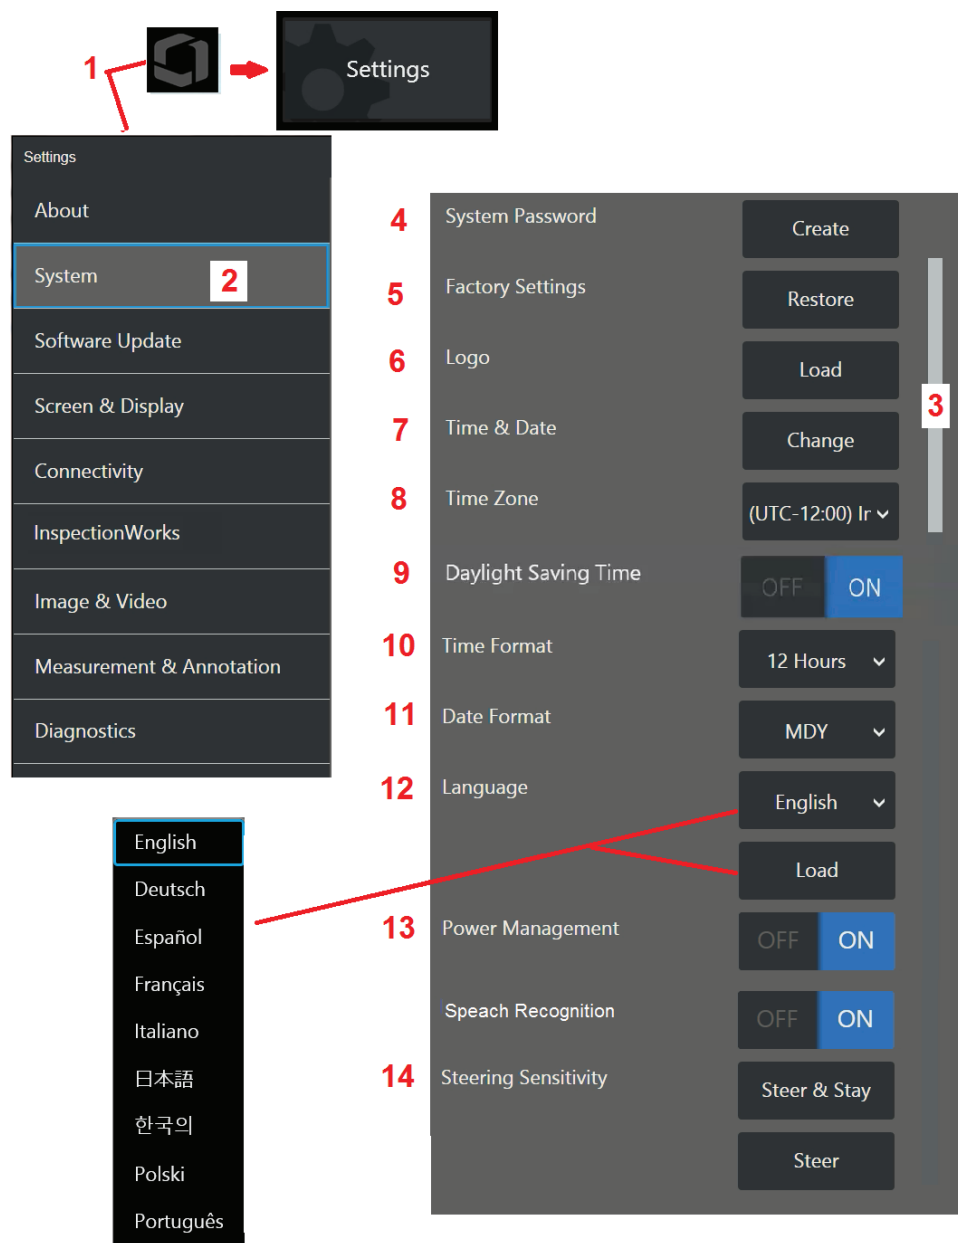 1
Settings
Settings
About
System 2
Software Update
Screen & Display
Connectivity
InspectionWorks
Image & Video
Measurement & Annotation
Diagnostics
3
4 System Password Create
5 Factory Settings Restore
6 Logo Load
7 Time & Date Change
8 Time Zone (UTC-12:00) Ir
9 Daylight Saving Time OFF ON
10 Time Format 12 Hours
11 Date Format MDY
12 Language English
Load
13 Power Management OFF ON
Speach Recognition OFF ON
14 Steering Sensitivity Steer & Stay
Steer
English
Deutsch
Español
Français
Italiano
日本語
한국의
Polski
Português